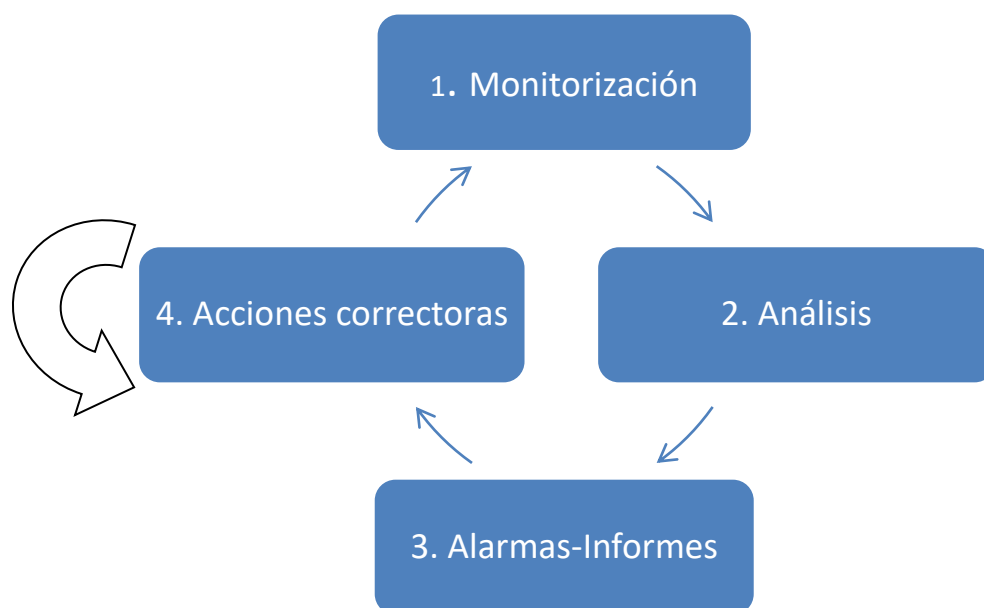 1. Monitorización
2. Análisis
3. Alarmas-Informes
4. Acciones correctoras